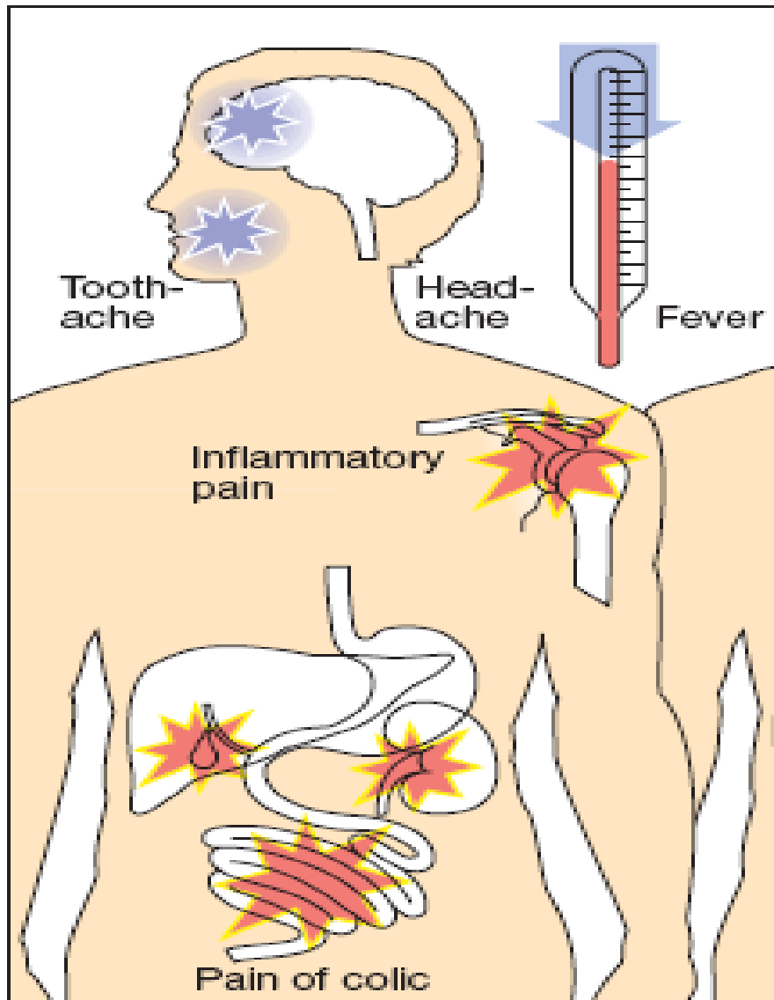 Tooth-
ache
Head-
ache
Fever
Inflammatory
pain
Pain of colic